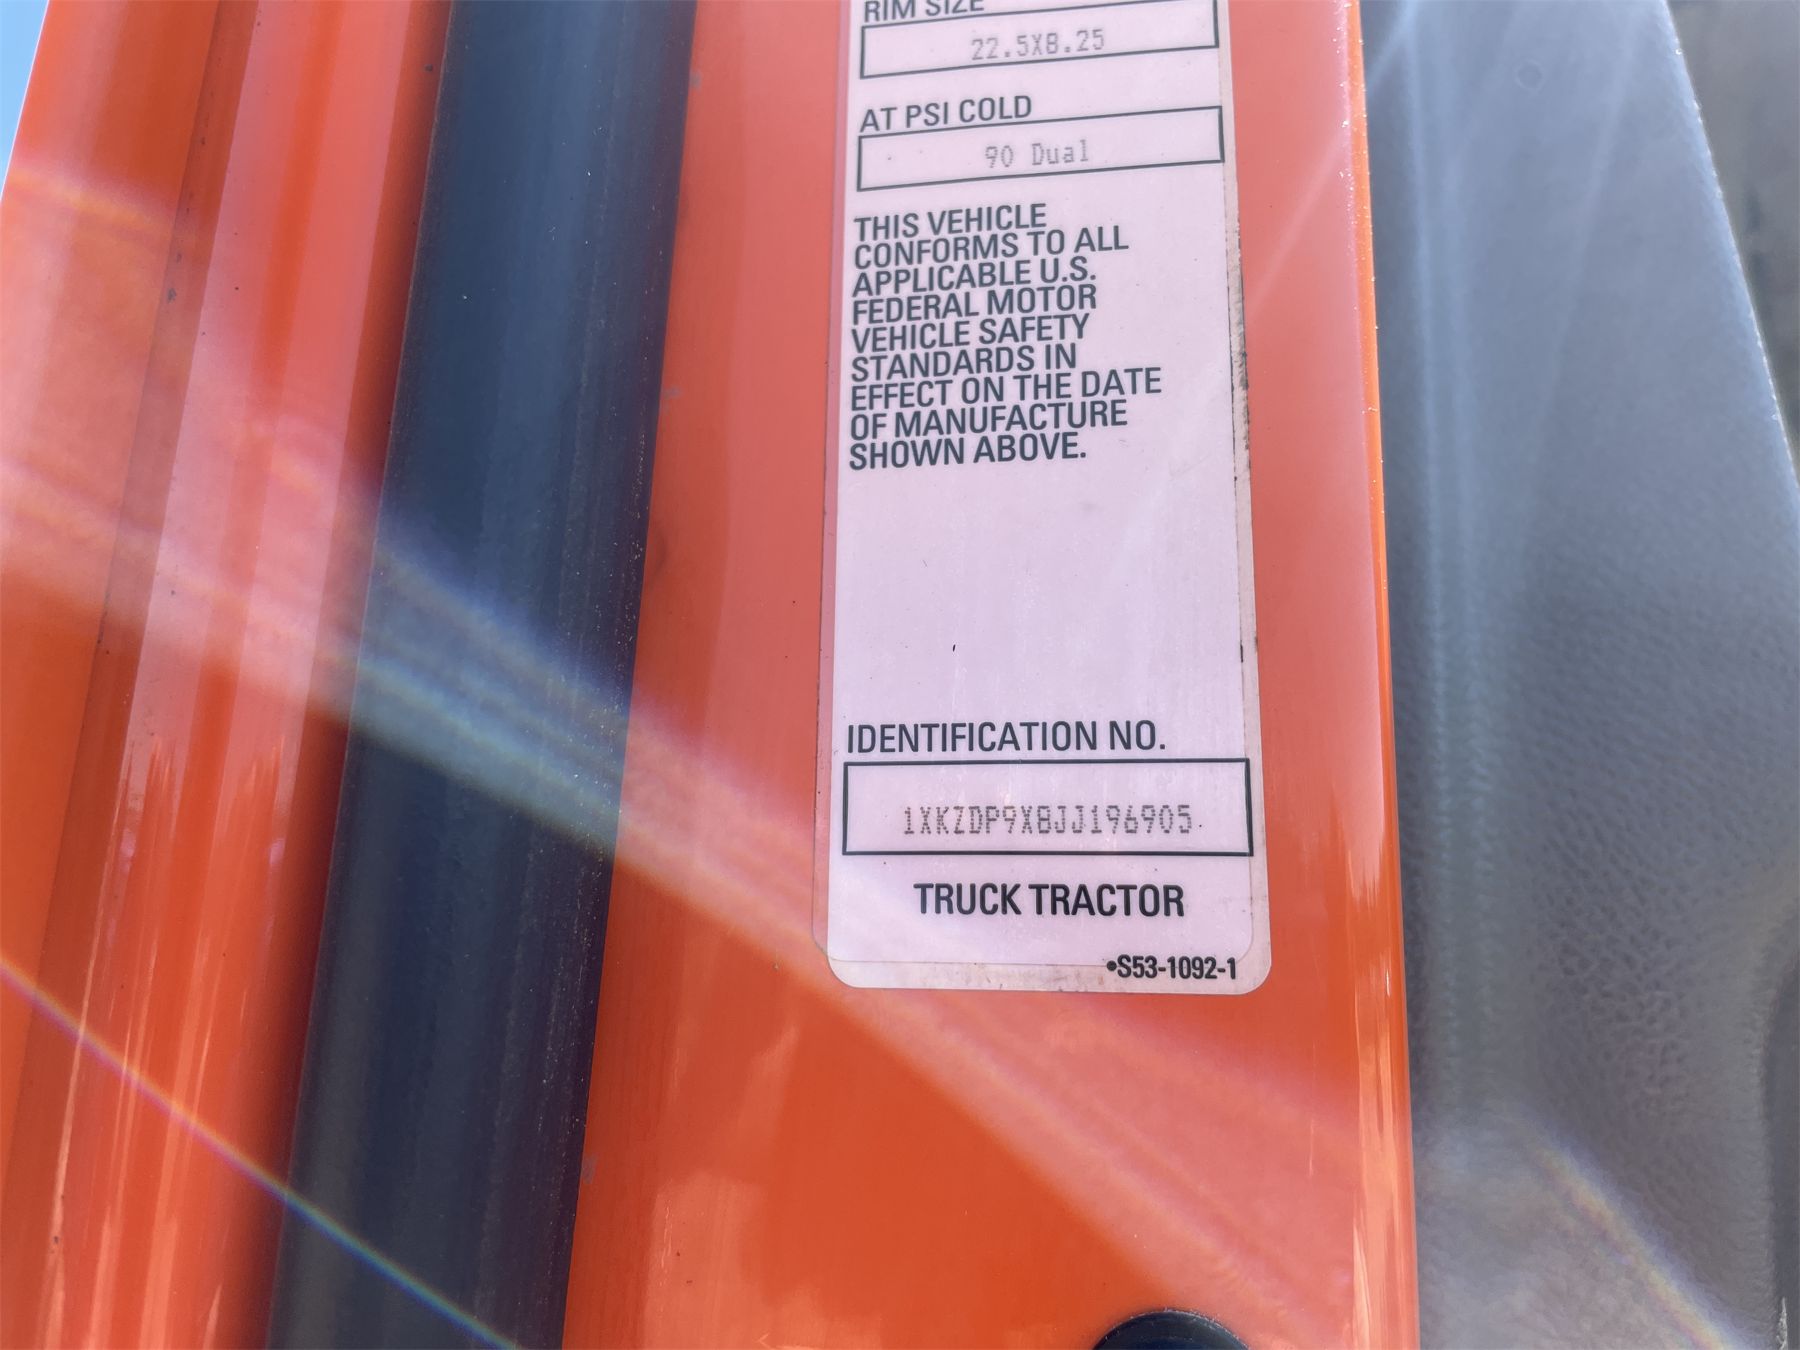 RIM SIZE
22.5X8.25
AT PSI COLD
90 Dual
THIS VEHICLE
CONFORMS TO ALL
APPLICABLE U.S.
FEDERAL MOTOR
VEHICLE SAFETY
STANDARDS IN
EFFECT ON THE DATE
OF MANUFACTURE
SHOWN ABOVE.
IDENTIFICATION NO.
1XKZDP9X8JJ196905
TRUCK TRACTOR
•S53-1092-1